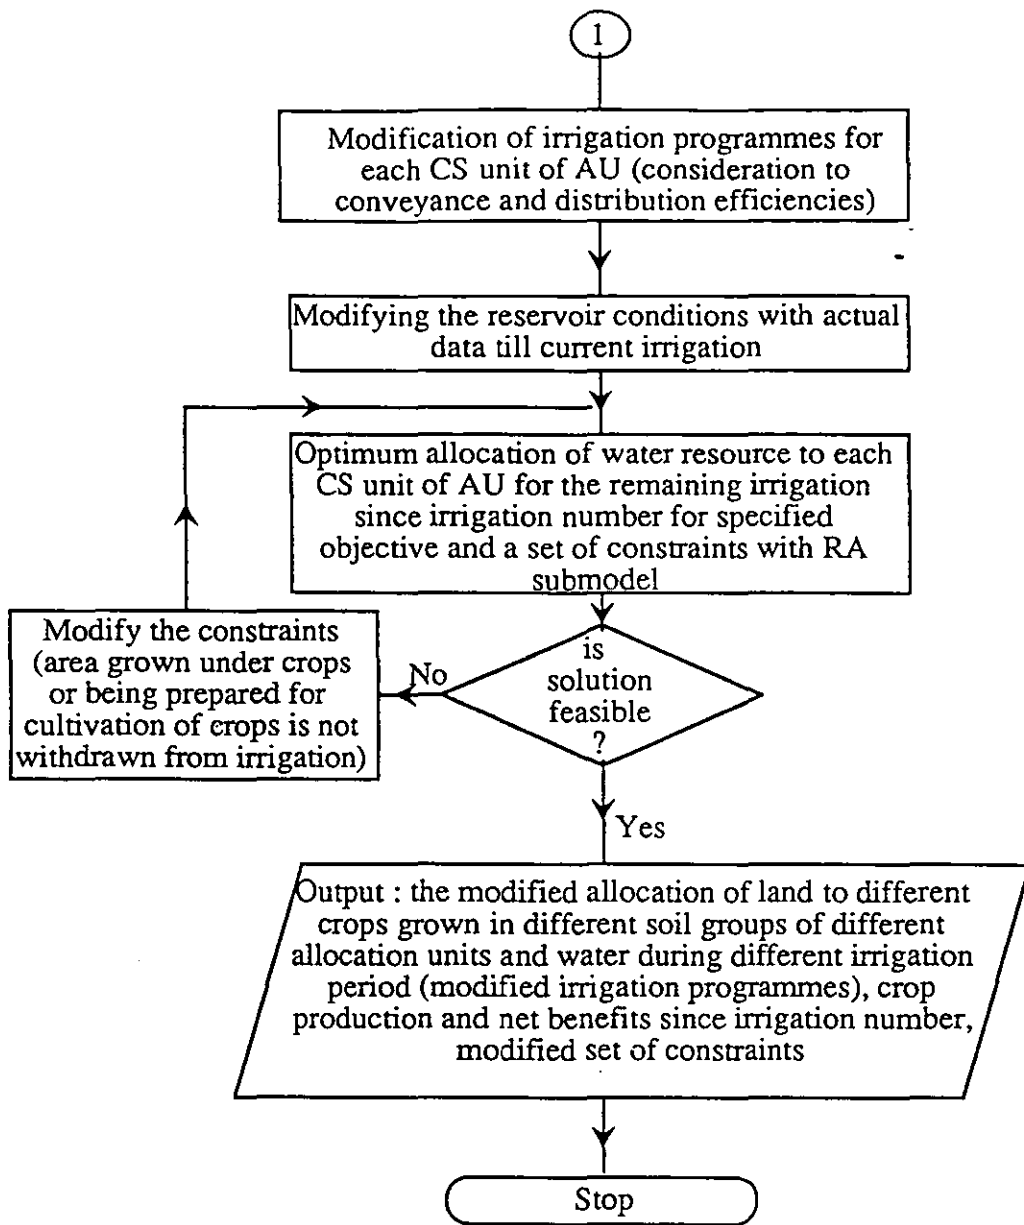 1
Modification of irrigation programmes for
each CS unit of AU (consideration to
conveyance and distribution efficiencies)
Modifying the reservoir conditions with actual
data till current irrigation
Optimum allocation of water resource to each
CS unit of AU for the remaining irrigation
since irrigation number for specified
objective and a set of constraints with RA
submodel
Modify the constraints
(area grown under crops
or being prepared for
cultivation of crops is not
withdrawn from irrigation)
No
is
solution
feasible
?
Yes
Output : the modified allocation of land to different
crops grown in different soil groups of different
allocation units and water during different irrigation
period (modified irrigation programmes), crop
production and net benefits since irrigation number,
modified set of constraints
Stop